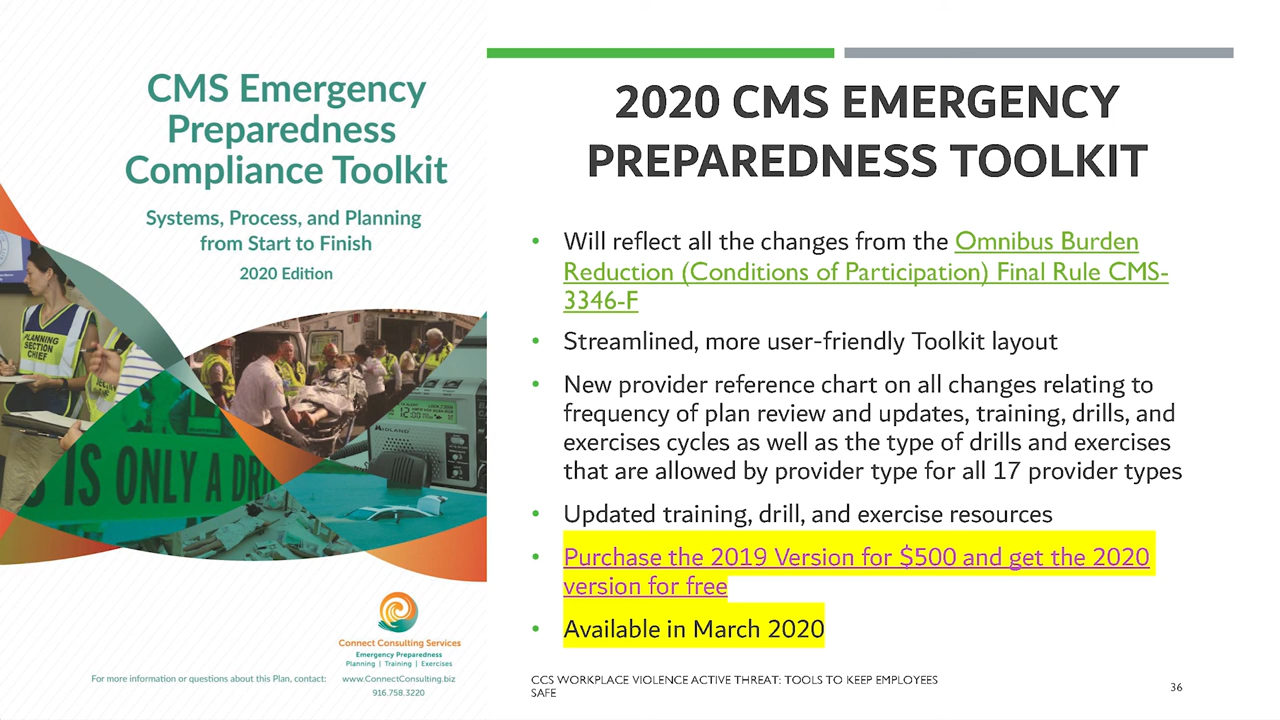 CMS Emergency
Preparedness
Compliance Toolkit
Systems, Process, and Planning
from Start to Finish
2020 Edition
PLANNING
SECTION
CHIEF
IS ONLY A DRI
MIDLAND
12:00
Connect Consulting Services
Emergency Preparedness
Planning | Training | Exercises
For more information or questions about this Plan, contact: www.ConnectConsulting.biz
916.758.3220
2020 CMS EMERGENCY
PREPAREDNESS TOOLKIT
• Will reflect all the changes from the Omnibus Burden
Reduction (Conditions of Participation) Final Rule CMS-
3346-F
• Streamlined, more user-friendly Toolkit layout
• New provider reference chart on all changes relating to
frequency of plan review and updates, training, drills, and
exercises cycles as well as the type of drills and exercises
that are allowed by provider type for all 17 provider types
• Updated training, drill, and exercise resources
• Purchase the 2019 Version for $500 and get the 2020
version for free
• Available in March 2020
CCS WORKPLACE VIOLENCE ACTIVE THREAT: TOOLS TO KEEP EMPLOYEES
SAFE
36